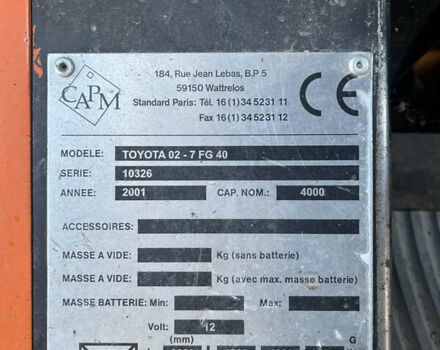 CAPM
184, Rue Jean Lebas, B.P 5
59150 Wattrelos
Standard Paris: Tél. 16 (1) 34 52 31 11
Fax 16 (1) 34 52 31 12
CE
MODELE: TOYOTA 02 - 7 FG 40
SERIE: 10326
ANNEE: 2001 CAP. NOM.: 4000
ACCESSOIRES:
MASSE A VIDE: Kg (sans batterie)
MASSE A VIDE: Kg (avec max. masse batterie)
MASSE BATTERIE: Min: Max:
Volt: 12
(mm) G